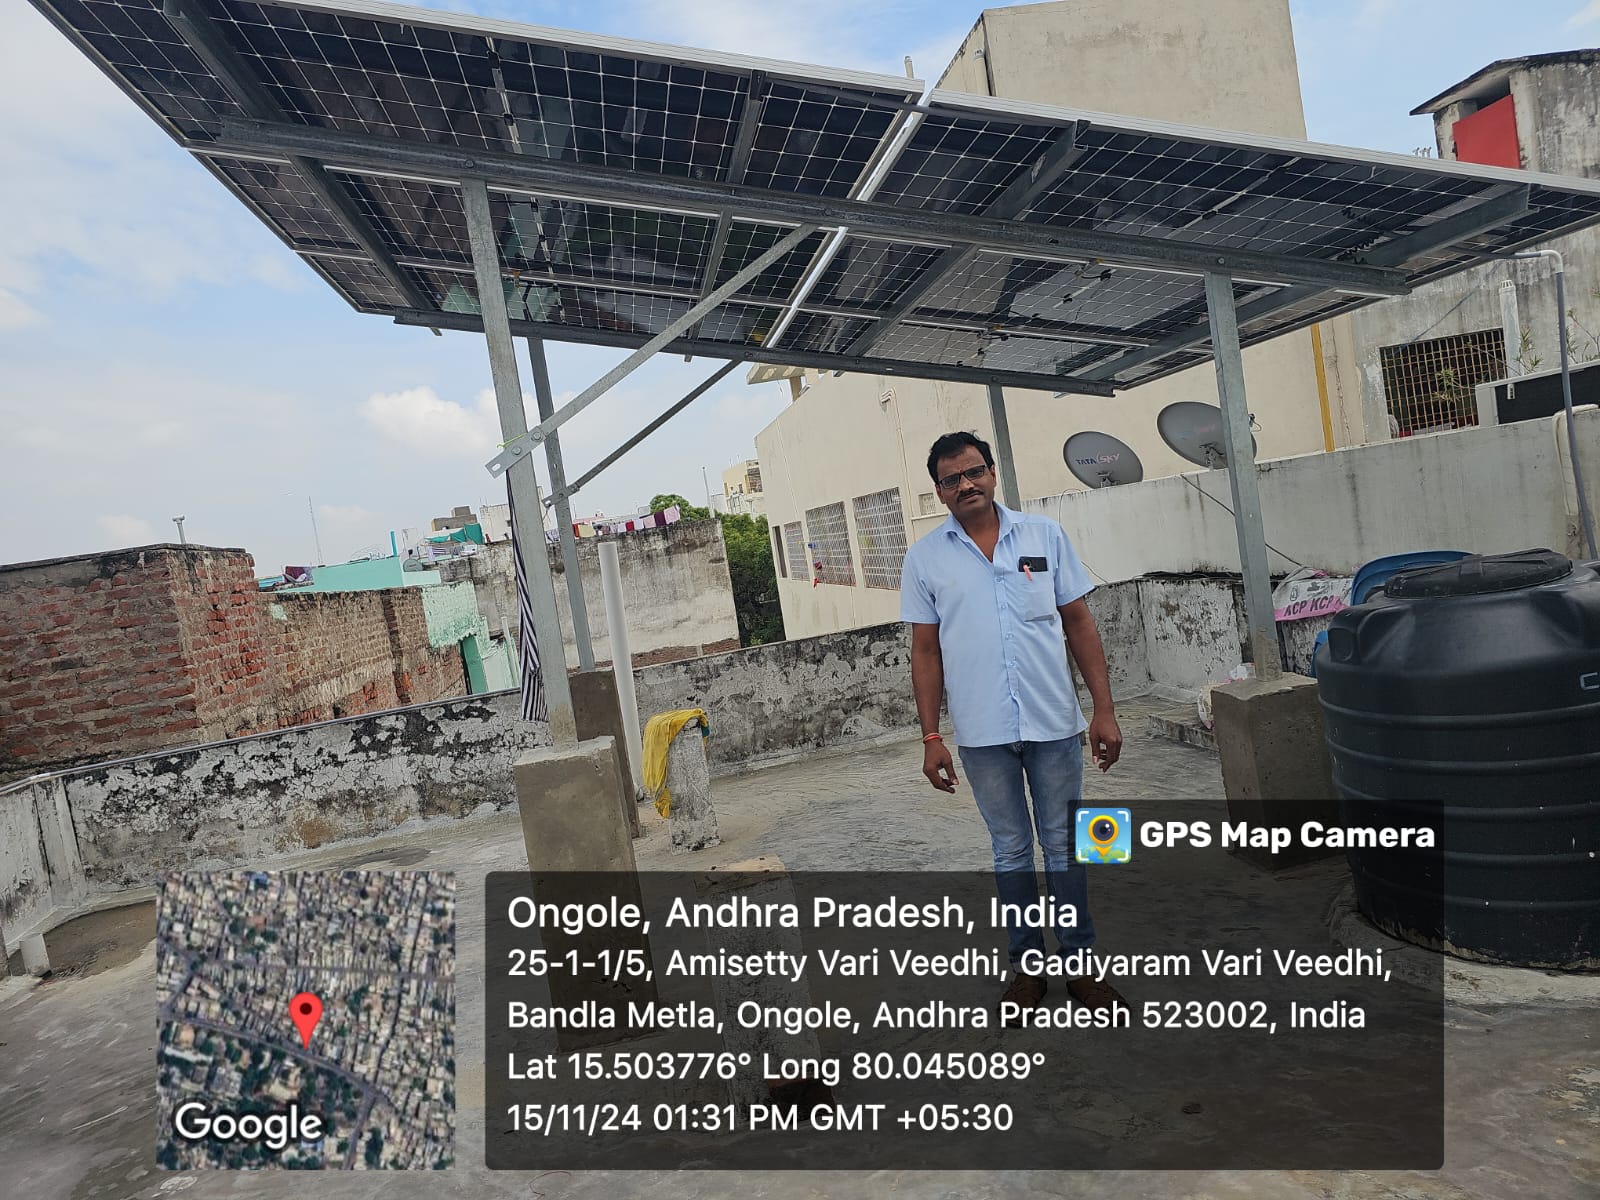 TATA SKY
KCP KCP
GPS Map Camera
Ongole, Andhra Pradesh, India
25-1-1/5, Amisetty Vari Veedhi, Gadiyaram Vari Veedhi,
Bandla Metla, Ongole, Andhra Pradesh 523002, India
Lat 15.503776° Long 80.045089°
15/11/24 01:31 PM GMT +05:30
Google